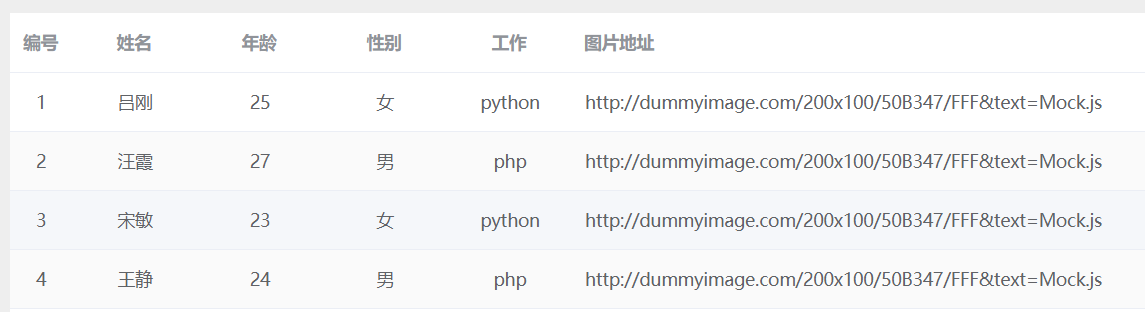 编号 姓名 年龄 性别 工作 图片地址
1 吕刚 25 女 python http://dummyimage.com/200x100/50B347/FFF&text=Mock.js
2 汪霞 27 男 php http://dummyimage.com/200x100/50B347/FFF&text=Mock.js
3 宋敏 23 女 python http://dummyimage.com/200x100/50B347/FFF&text=Mock.js
4 王静 24 男 php http://dummyimage.com/200x100/50B347/FFF&text=Mock.js